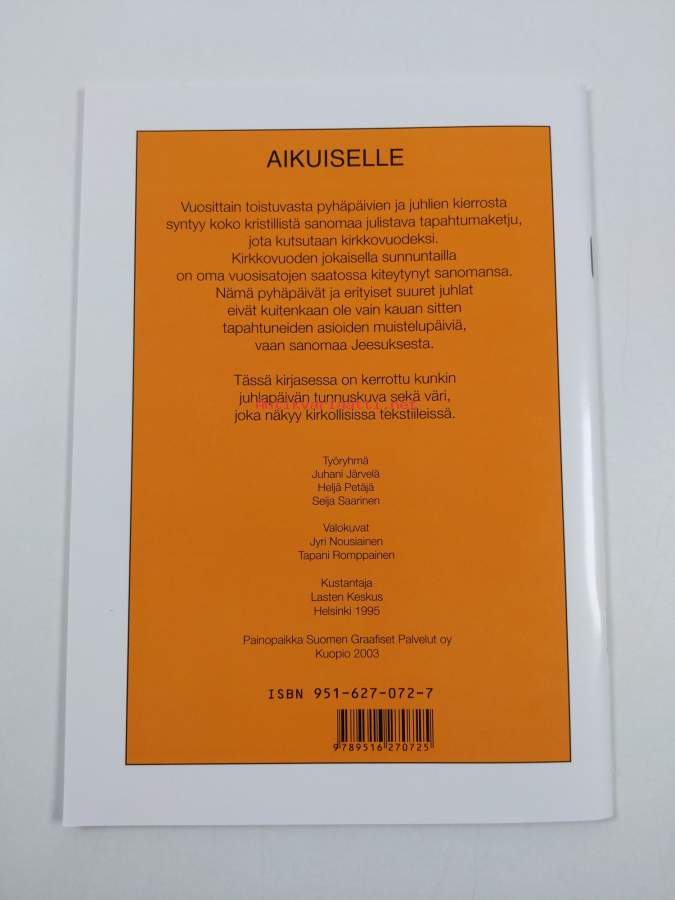 AIKUISELLE
Vuosittain toistuvasta pyhäpäivien ja juhlien kierrosta
syntyy koko kristillistä sanomaa julistava tapahtumaketju,
jota kutsutaan kirkkovuodeksi.
Kirkkovuoden jokaisella sunnuntailla
on oma vuosisatojen saatossa kiteytynyt sanomansa.
Nämä pyhäpäivät ja erityiset suuret juhlat
eivät kuitenkaan ole vain kauan sitten
tapahtuneiden asioiden muistelupäiviä,
vaan sanomaa Jeesuksesta.
Tässä kirjasessa on kerrottu kunkin
juhlapäivän tunnuskuva sekä väri,
Antikvariaatti.net
joka näkyy kirkollisissa tekstiileissä.
Työryhmä
Juhani Järvelä
Heljä Petäjä
Seija Saarinen
Valokuvat
Jyri Nousiainen
Tapani Romppainen
Kustantaja
Lasten Keskus
Helsinki 1995
Painopaikka Suomen Graafiset Palvelut oy
Kuopio 2003
ISBN 951-627-072-7
9789516270725